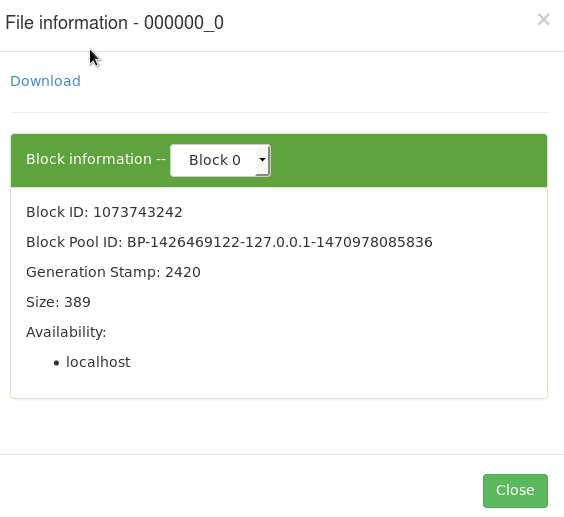 File information - 000000_0
×
Download
Block information -- Block 0
Block ID: 1073743242
Block Pool ID: BP-1426469122-127.0.0.1-1470978085836
Generation Stamp: 2420
Size: 389
Availability:
• localhost
Close